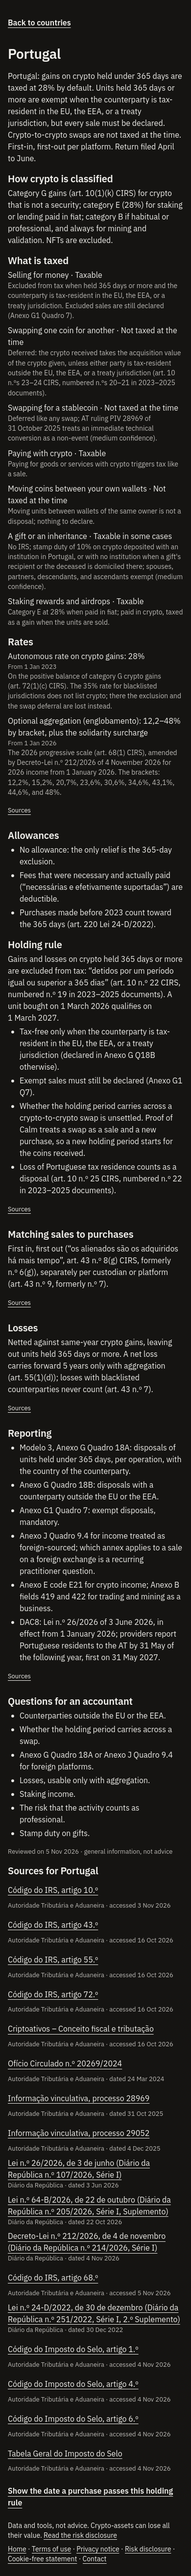 Back to countries
Portugal
Portugal: gains on crypto held under 365 days are
taxed at 28% by default. Units held 365 days or
more are exempt when the counterparty is tax-
resident in the EU, the EEA, or a treaty
jurisdiction, but every sale must be declared.
Crypto-to-crypto swaps are not taxed at the time.
First-in, first-out per platform. Return filed April
to June.
How crypto is classified
Category G gains (art. 10(1)(k) CIRS) for crypto
that is not a security; category E (28%) for staking
or lending paid in fiat; category B if habitual or
professional, and always for mining and
validation. NFTs are excluded.
What is taxed
Selling for money · Taxable
Excluded from tax when held 365 days or more and the
counterparty is tax-resident in the EU, the EEA, or a
treaty jurisdiction. Excluded sales are still declared
(Anexo G1 Quadro 7).
Swapping one coin for another · Not taxed at the
time
Deferred: the crypto received takes the acquisition value
of the crypto given, unless either party is tax-resident
outside the EU, the EEA, or a treaty jurisdiction (art. 10
n.ºs 23–24 CIRS, numbered n.ºs 20–21 in 2023–2025
documents).
Swapping for a stablecoin · Not taxed at the time
Deferred like any swap; AT ruling PIV 28969 of
31 October 2025 treats an immediate technical
conversion as a non-event (medium confidence).
Paying with crypto · Taxable
Paying for goods or services with crypto triggers tax like
a sale.
Moving coins between your own wallets · Not
taxed at the time
Moving units between wallets of the same owner is not a
disposal; nothing to declare.
A gift or an inheritance · Taxable in some cases
No IRS; stamp duty of 10% on crypto deposited with an
institution in Portugal, or with no institution when a gift's
recipient or the deceased is domiciled there; spouses,
partners, descendants, and ascendants exempt (medium
confidence).
Staking rewards and airdrops · Taxable
Category E at 28% when paid in fiat; paid in crypto, taxed
as a gain when the units are sold.
Rates
Autonomous rate on crypto gains: 28%
From 1 Jan 2023
On the positive balance of category G crypto gains
(art. 72(1)(c) CIRS). The 35% rate for blacklisted
jurisdictions does not list crypto; there the exclusion and
the swap deferral are lost instead.
Optional aggregation (englobamento): 12,2–48%
by bracket, plus the solidarity surcharge
From 1 Jan 2026
The 2026 progressive scale (art. 68(1) CIRS), amended
by Decreto-Lei n.º 212/2026 of 4 November 2026 for
2026 income from 1 January 2026. The brackets:
12,2%, 15,2%, 20,7%, 23,6%, 30,6%, 34,6%, 43,1%,
44,6%, and 48%.
Sources
Allowances
No allowance: the only relief is the 365-day
exclusion.
Fees that were necessary and actually paid
(“necessárias e efetivamente suportadas”) are
deductible.
Purchases made before 2023 count toward
the 365 days (art. 220 Lei 24-D/2022).
Holding rule
Gains and losses on crypto held 365 days or more
are excluded from tax: “detidos por um período
igual ou superior a 365 dias” (art. 10 n.º 22 CIRS,
numbered n.º 19 in 2023–2025 documents). A
unit bought on 1 March 2026 qualifies on
1 March 2027.
Tax-free only when the counterparty is tax-
resident in the EU, the EEA, or a treaty
jurisdiction (declared in Anexo G Q18B
otherwise).
Exempt sales must still be declared (Anexo G1
Q7).
Whether the holding period carries across a
crypto-to-crypto swap is unsettled. Proof of
Calm treats a swap as a sale and a new
purchase, so a new holding period starts for
the coins received.
Loss of Portuguese tax residence counts as a
disposal (art. 10 n.º 25 CIRS, numbered n.º 22
in 2023–2025 documents).
Sources
Matching sales to purchases
First in, first out (“os alienados são os adquiridos
há mais tempo”, art. 43 n.º 8(g) CIRS, formerly
n.º 6(g)), separately per custodian or platform
(art. 43 n.º 9, formerly n.º 7).
Sources
Losses
Netted against same-year crypto gains, leaving
out units held 365 days or more. A net loss
carries forward 5 years only with aggregation
(art. 55(1)(d)); losses with blacklisted
counterparties never count (art. 43 n.º 7).
Sources
Reporting
Modelo 3, Anexo G Quadro 18A: disposals of
units held under 365 days, per operation, with
the country of the counterparty.
Anexo G Quadro 18B: disposals with a
counterparty outside the EU or the EEA.
Anexo G1 Quadro 7: exempt disposals,
mandatory.
Anexo J Quadro 9.4 for income treated as
foreign-sourced; which annex applies to a sale
on a foreign exchange is a recurring
practitioner question.
Anexo E code E21 for crypto income; Anexo B
fields 419 and 422 for trading and mining as a
business.
DAC8: Lei n.º 26/2026 of 3 June 2026, in
effect from 1 January 2026; providers report
Portuguese residents to the AT by 31 May of
the following year, first on 31 May 2027.
Sources
Questions for an accountant
Counterparties outside the EU or the EEA.
Whether the holding period carries across a
swap.
Anexo G Quadro 18A or Anexo J Quadro 9.4
for foreign platforms.
Losses, usable only with aggregation.
Staking income.
The risk that the activity counts as
professional.
Stamp duty on gifts.
Reviewed on 5 Nov 2026 · general information, not advice
Sources for Portugal
Código do IRS, artigo 10.º
Autoridade Tributária e Aduaneira · accessed 3 Nov 2026
Código do IRS, artigo 43.º
Autoridade Tributária e Aduaneira · accessed 16 Oct 2026
Código do IRS, artigo 55.º
Autoridade Tributária e Aduaneira · accessed 16 Oct 2026
Código do IRS, artigo 72.º
Autoridade Tributária e Aduaneira · accessed 16 Oct 2026
Criptoativos – Conceito fiscal e tributação
Autoridade Tributária e Aduaneira · accessed 16 Oct 2026
Ofício Circulado n.º 20269/2024
Autoridade Tributária e Aduaneira · dated 24 Mar 2024
Informação vinculativa, processo 28969
Autoridade Tributária e Aduaneira · dated 31 Oct 2025
Informação vinculativa, processo 29052
Autoridade Tributária e Aduaneira · dated 4 Dec 2025
Lei n.º 26/2026, de 3 de junho (Diário da
República n.º 107/2026, Série I)
Diário da República · dated 3 Jun 2026
Lei n.º 64-B/2026, de 22 de outubro (Diário da
República n.º 205/2026, Série I, Suplemento)
Diário da República · dated 22 Oct 2026
Decreto-Lei n.º 212/2026, de 4 de novembro
(Diário da República n.º 214/2026, Série I)
Diário da República · dated 4 Nov 2026
Código do IRS, artigo 68.º
Autoridade Tributária e Aduaneira · accessed 5 Nov 2026
Lei n.º 24-D/2022, de 30 de dezembro (Diário da
República n.º 251/2022, Série I, 2.º Suplemento)
Diário da República · dated 30 Dec 2022
Código do Imposto do Selo, artigo 1.º
Autoridade Tributária e Aduaneira · accessed 4 Nov 2026
Código do Imposto do Selo, artigo 4.º
Autoridade Tributária e Aduaneira · accessed 4 Nov 2026
Código do Imposto do Selo, artigo 6.º
Autoridade Tributária e Aduaneira · accessed 4 Nov 2026
Tabela Geral do Imposto do Selo
Autoridade Tributária e Aduaneira · accessed 4 Nov 2026
Show the date a purchase passes this holding
rule
Data and tools, not advice. Crypto-assets can lose all
their value. Read the risk disclosure
Home · Terms of use · Privacy notice · Risk disclosure ·
Cookie-free statement · Contact